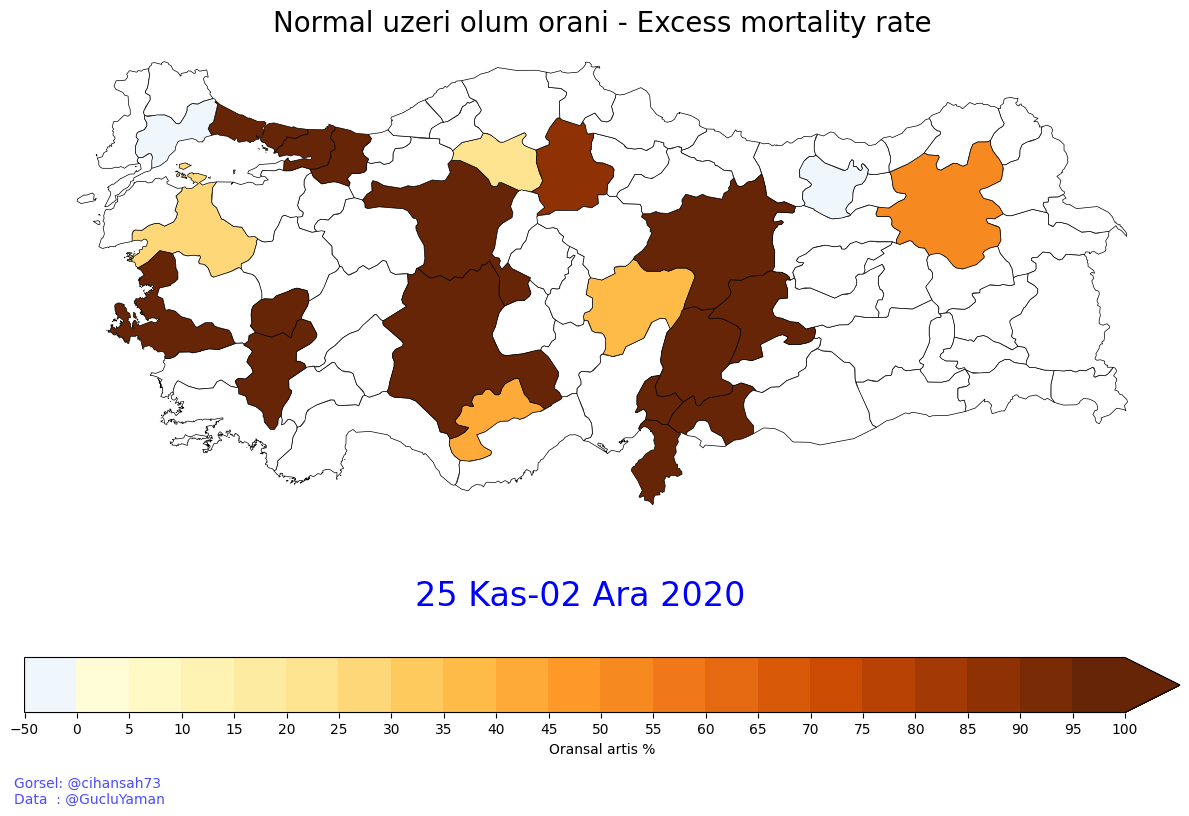 Normal uzeri olum orani - Excess mortality rate
25 Kas-02 Ara 2020
−50 0 5 10 15 20 25 30 35 40 45 50 55 60 65 70 75 80 85 90 95 100
Oransal artis %
Gorsel: @cihansah73
Data : @GucluYaman